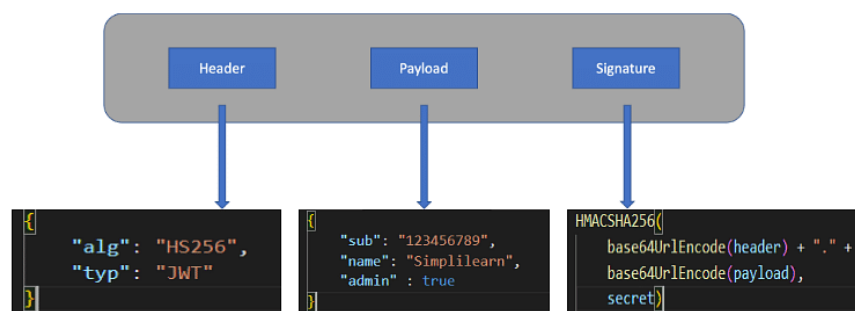 Header
Payload
Signature
{
"alg": "HS256",
"typ": "JWT"
}
{
"sub": "123456789",
"name": "Simplilearn",
"admin" : true
}
HMACSHA256(
base64UrlEncode(header) + "." +
base64UrlEncode(payload),
secret)